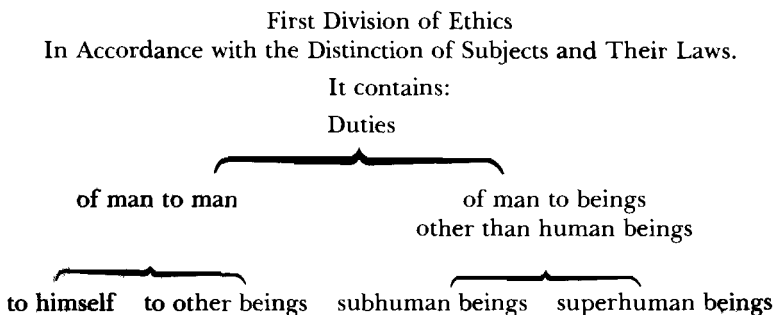 First Division of Ethics
In Accordance with the Distinction of Subjects and Their Laws.
It contains:
Duties
of man to man of man to beings
other than human beings
to himself to other beings subhuman beings superhuman beings